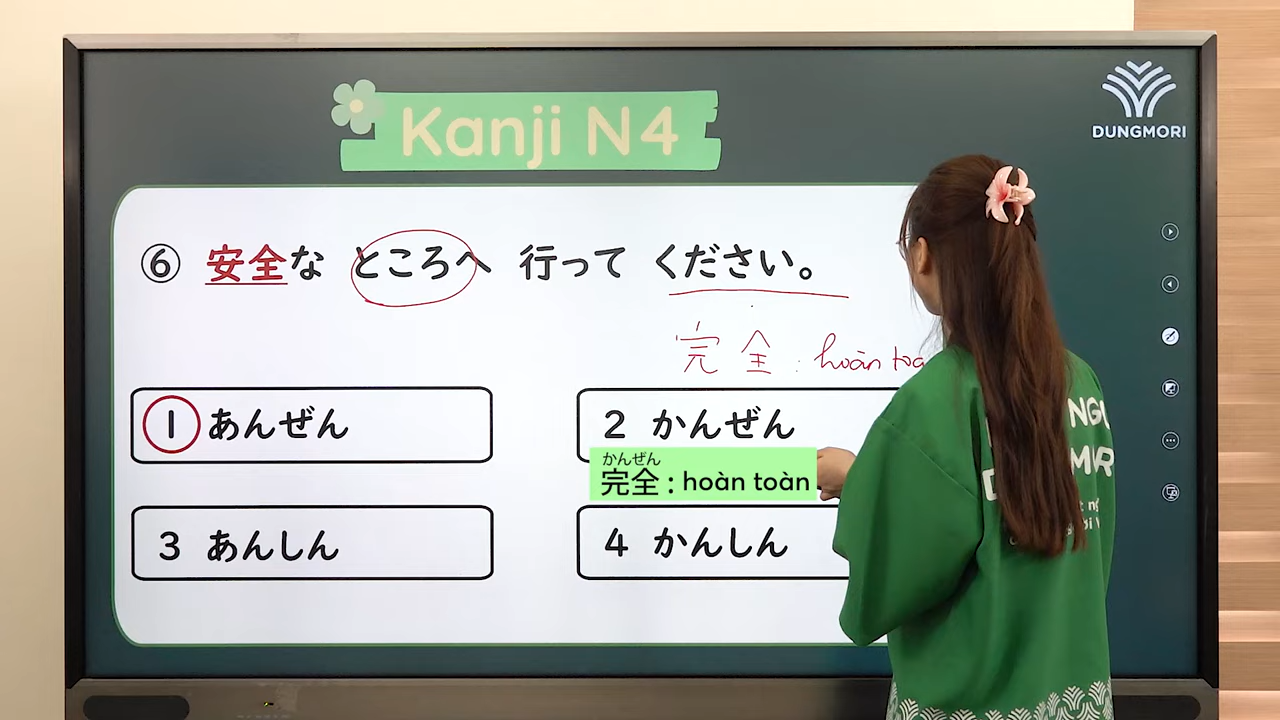 Kanji N4
DUNGMORI
⑥ 安全な ところへ 行って ください。
完全 : hoàn
1 あんぜん
2 かんぜん
かんぜん
完全 : hoàn toàn
3 あんしん
4 かんしん